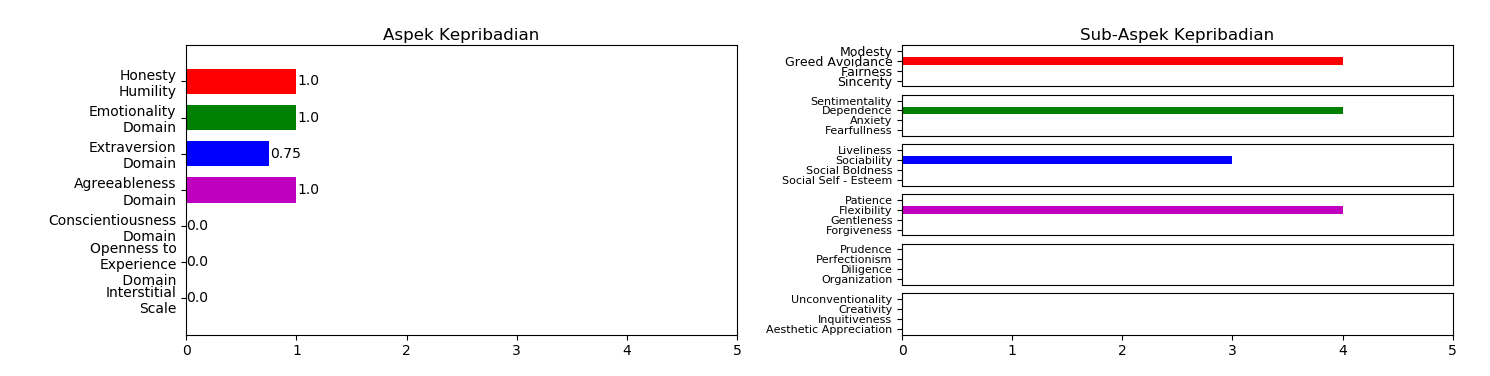 Aspek Kepribadian
Honesty
Humility
1.0
Emotionality
Domain
1.0
Extraversion
Domain
0.75
Agreeableness
Domain
1.0
Conscientiousness
Domain
0.0
Openness to
Experience
Domain
0.0
Interstitial
Scale
0.0
0 1 2 3 4 5
Sub-Aspek Kepribadian
Modesty
Greed Avoidance
Fairness
Sincerity
Sentimentality
Dependence
Anxiety
Fearfullness
Liveliness
Sociability
Social Boldness
Social Self - Esteem
Patience
Flexibility
Gentleness
Forgiveness
Prudence
Perfectionism
Diligence
Organization
Unconventionality
Creativity
Inquitiveness
Aesthetic Appreciation
0 1 2 3 4 5